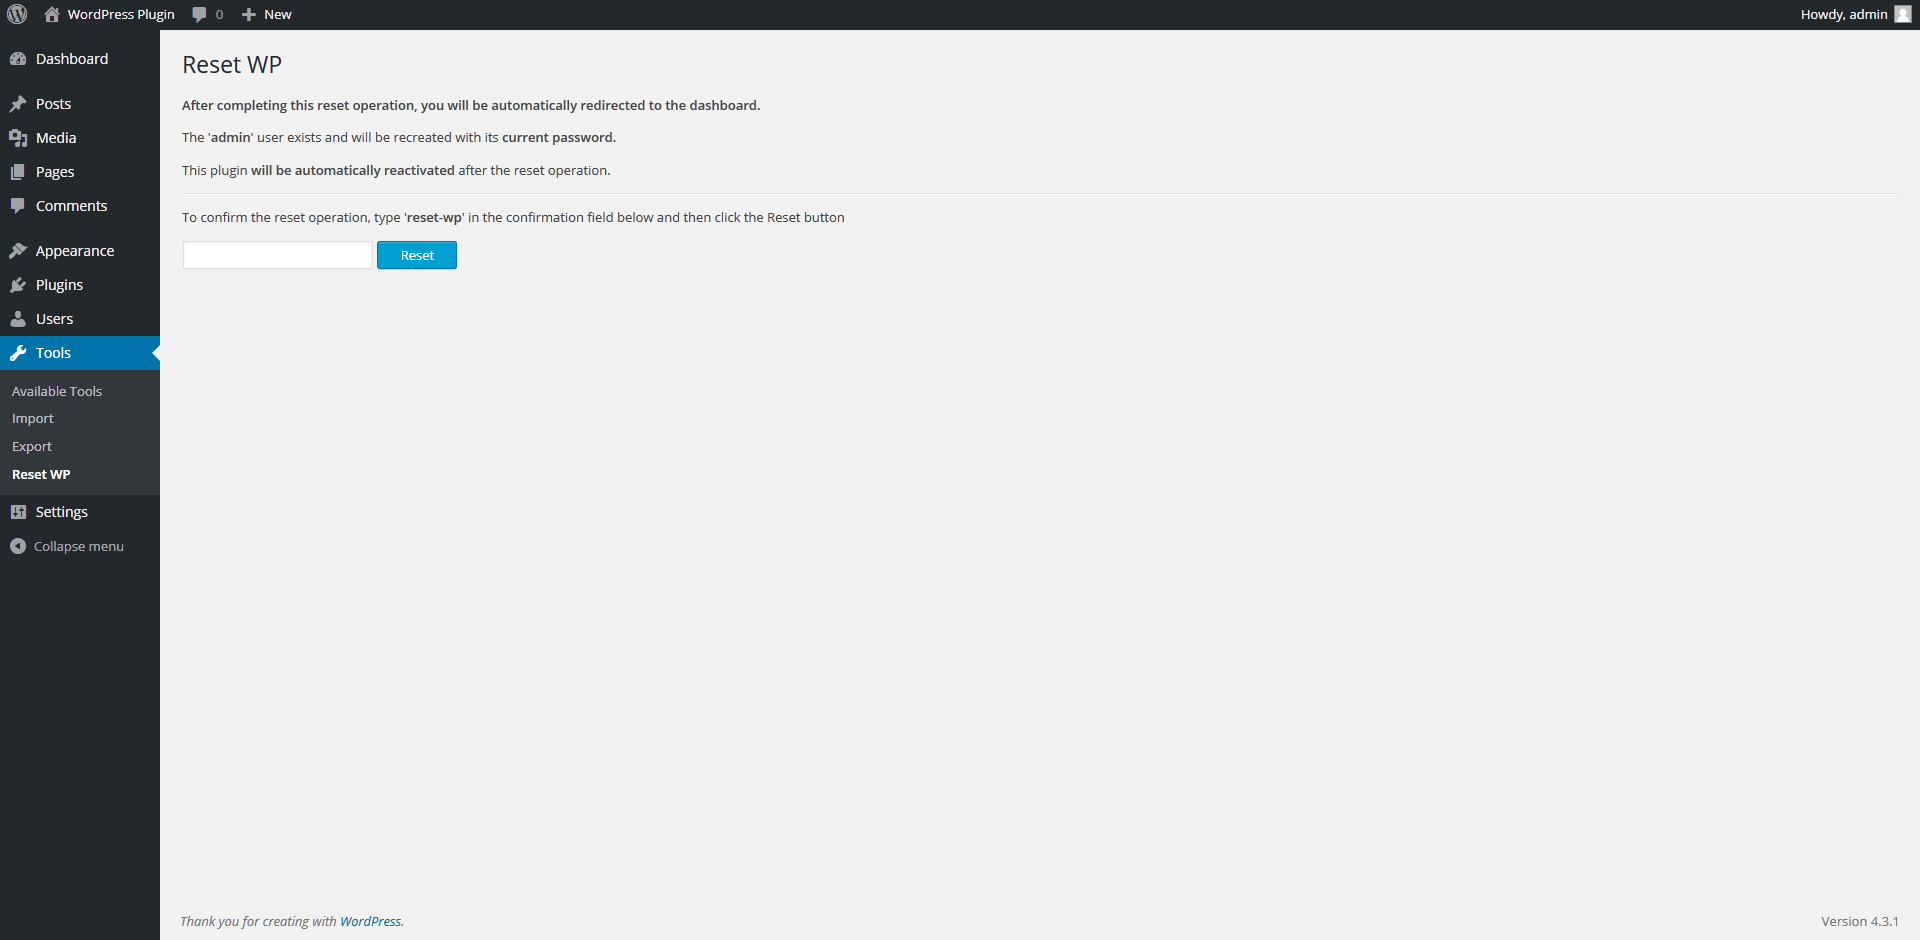 WordPress Plugin 0 New Howdy, admin
Dashboard
Posts
Media
Pages
Comments
Appearance
Plugins
Users
Tools
Available Tools
Import
Export
Reset WP
Settings
Collapse menu
Reset WP
After completing this reset operation, you will be automatically redirected to the dashboard.
The 'admin' user exists and will be recreated with its current password.
This plugin will be automatically reactivated after the reset operation.
To confirm the reset operation, type 'reset-wp' in the confirmation field below and then click the Reset button
Reset
Thank you for creating with WordPress.
Version 4.3.1